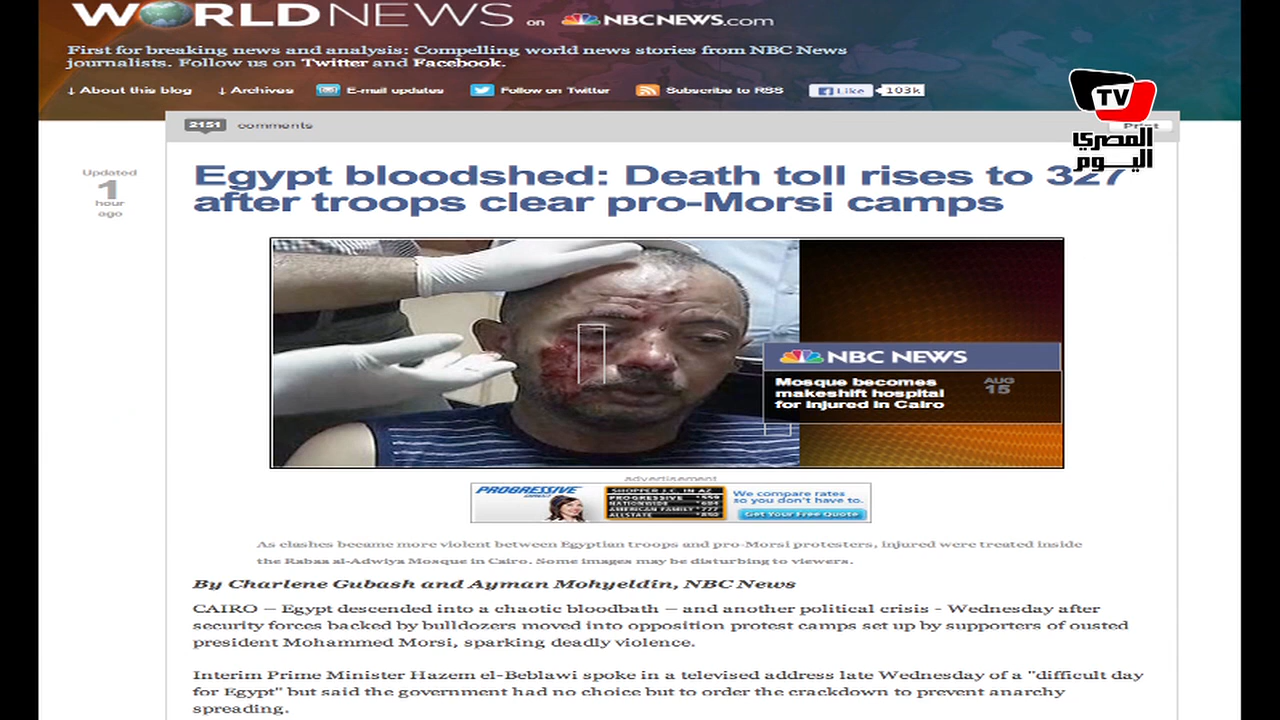 WORLDNEWS on NBCNEWS.com
First for breaking news and analysis: Compelling world news stories from NBC News
journalists. Follow us on Twitter and Facebook.
↓ About this blog ↓ Archives E-mail updates Follow on Twitter Subscribe to RSS Like 103k
TV
المصري
اليوم
2151 comments Print
Updated
1
hour
ago
Egypt bloodshed: Death toll rises to 327
after troops clear pro-Morsi camps
NBC NEWS
Mosque becomes
makeshift hospital
for injured in Cairo
AUG
15
advertisement
PROGRESSIVE
DIRECT
SHOPPER J.C. IN AZ
PROGRESSIVE
NATIONWIDE
AMERICAN FAMILY
ALLSTATE
We compare rates
so you don't have to.
Get Your Free Quote
As clashes became more violent between Egyptian troops and pro-Morsi protesters, injured were treated inside
the Rabaa al-Adwiya Mosque in Cairo. Some images may be disturbing to viewers.
By Charlene Gubash and Ayman Mohyeldin, NBC News
CAIRO — Egypt descended into a chaotic bloodbath — and another political crisis - Wednesday after
security forces backed by bulldozers moved into opposition protest camps set up by supporters of ousted
president Mohammed Morsi, sparking deadly violence.
Interim Prime Minister Hazem el-Beblawi spoke in a televised address late Wednesday of a "difficult day
for Egypt" but said the government had no choice but to order the crackdown to prevent anarchy
spreading.